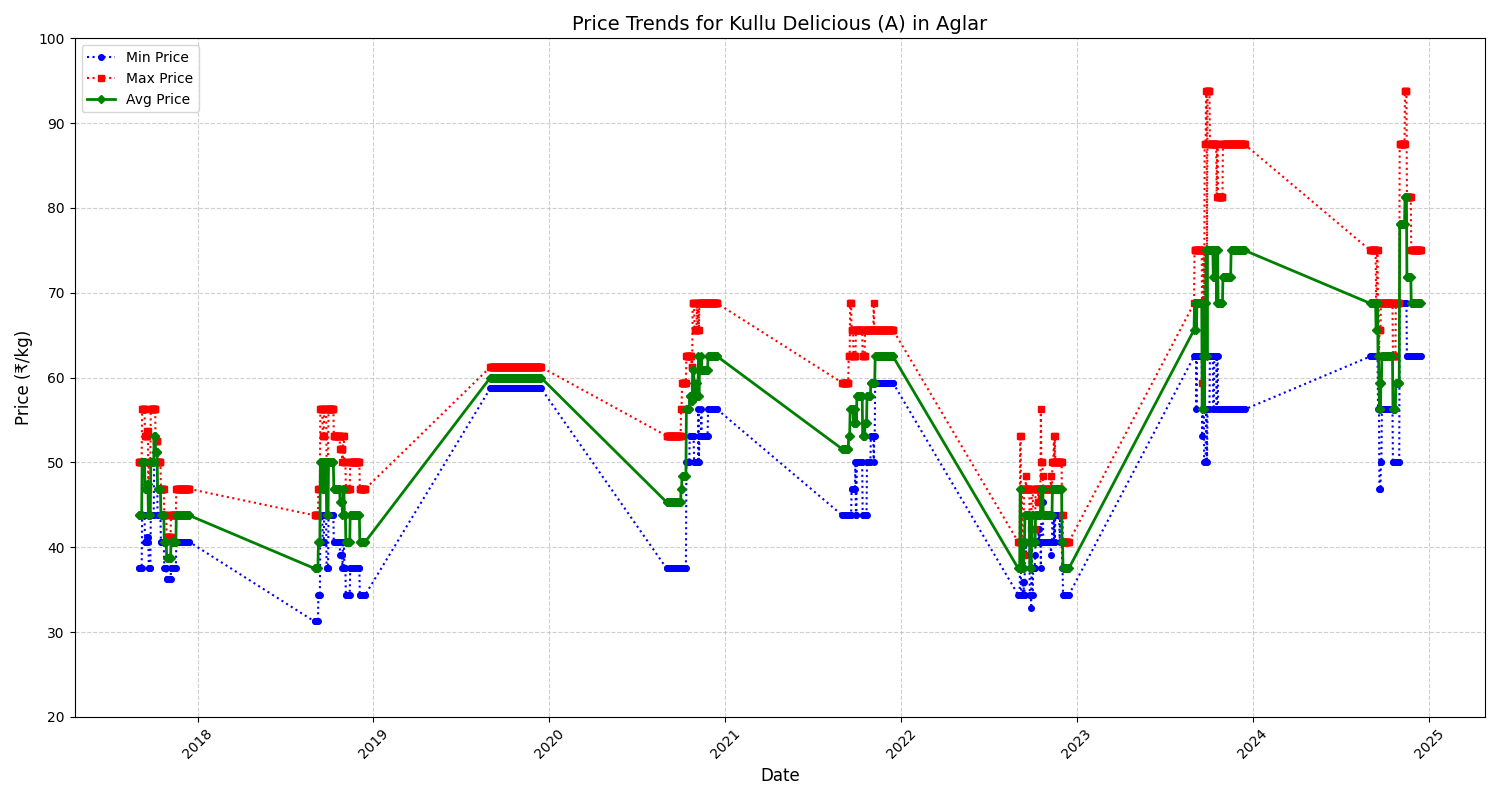 Price Trends for Kullu Delicious (A) in Aglar
Min Price
Max Price
Avg Price
100
90
80
70
60
50
40
30
20
Price (₹/kg)
2018
2019
2020
2021
2022
2023
2024
2025
Date